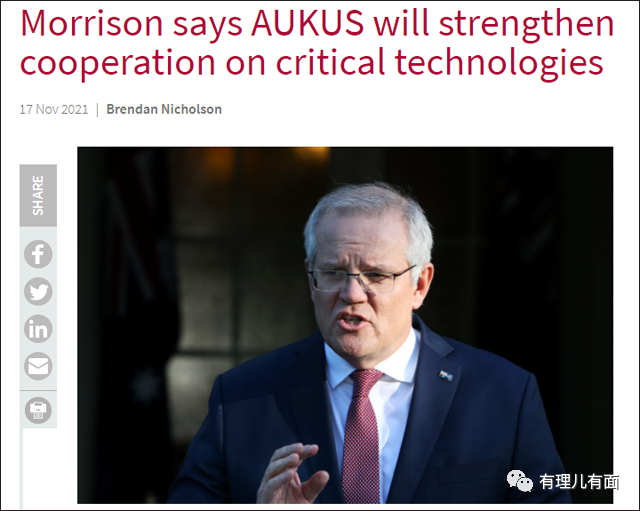 Morrison says AUKUS will strengthen
cooperation on critical technologies
17 Nov 2021 | Brendan Nicholson
SHARE
有理儿有面